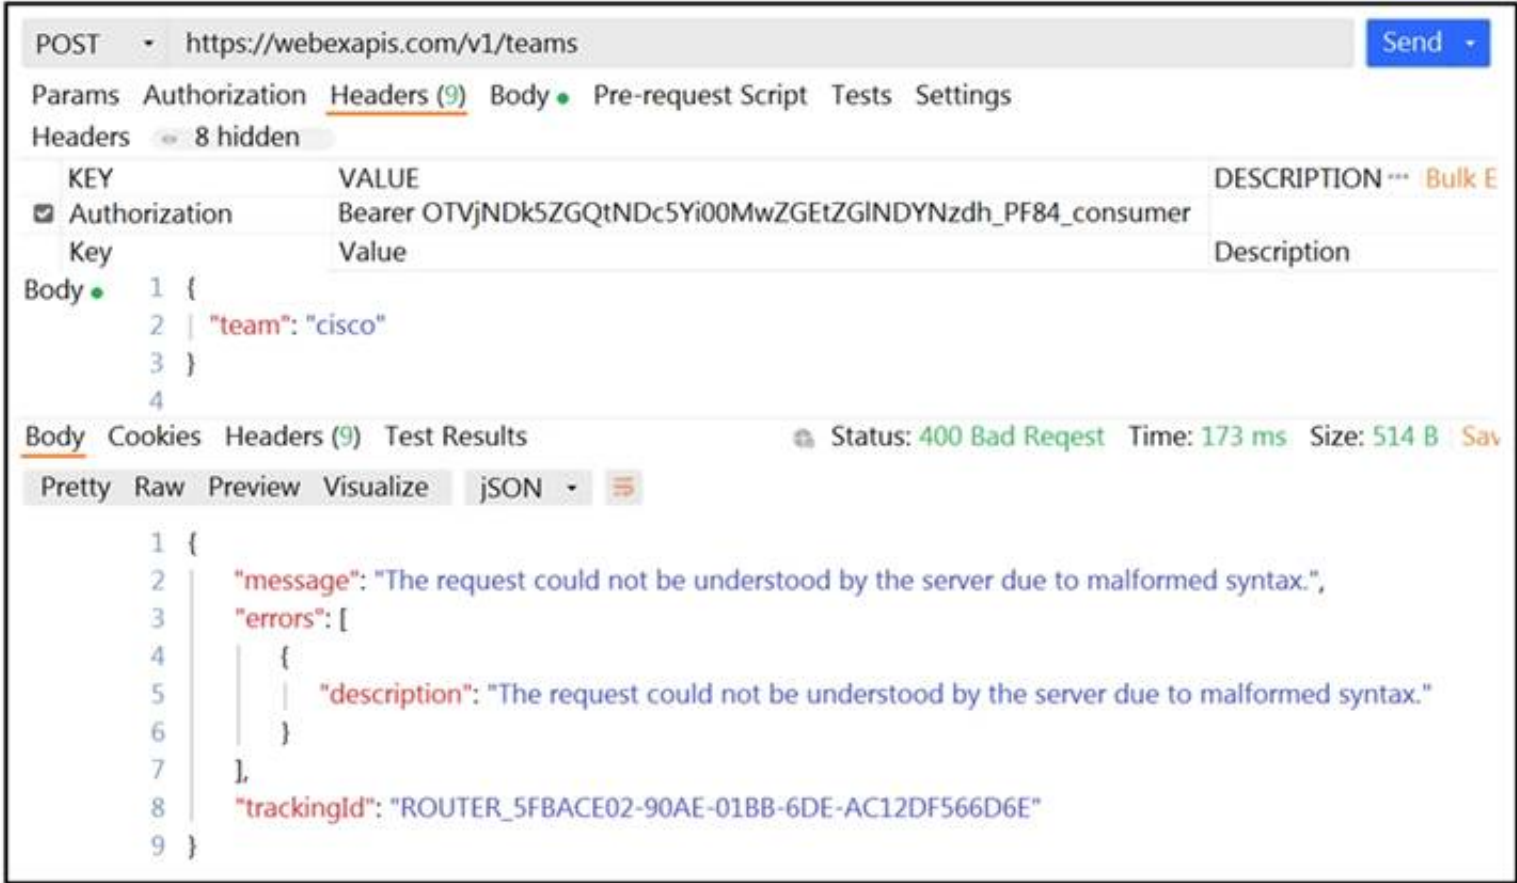 POST https://webexapis.com/v1/teams Send
Params Authorization Headers (9) Body Pre-request Script Tests Settings
Headers 8 hidden
KEY VALUE DESCRIPTION ··· Bulk E
Authorization Bearer OTVjNDk5ZGQtNDc5Yi00MwZGEtZGlNDYNzdh_PF84_consumer
Key Value Description
Body 1 {
2 "team": "cisco"
3 }
4
Body Cookies Headers (9) Test Results Status: 400 Bad Reqest Time: 173 ms Size: 514 B Sav
Pretty Raw Preview Visualize jSON
1 {
2 "message": "The request could not be understood by the server due to malformed syntax.",
3 "errors": [
4 {
5 "description": "The request could not be understood by the server due to malformed syntax."
6 }
7 ],
8 "trackingId": "ROUTER_5FBACE02-90AE-01BB-6DE-AC12DF566D6E"
9 }